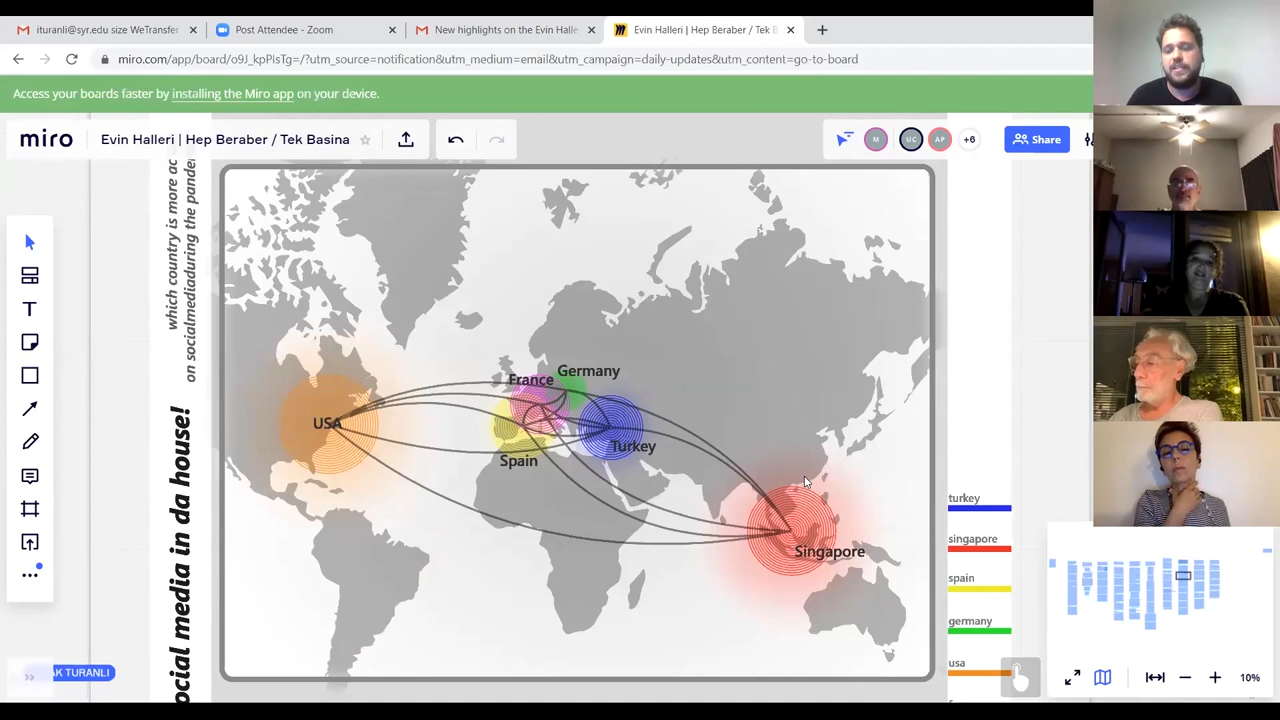 ituranli@syr.edu size WeTransfer
Post Attendee - Zoom
New highlights on the Evin Halle
Evin Halleri | Hep Beraber / Tek B
miro.com/app/board/o9J_kpPlsTg=/?utm_source=notification&utm_medium=email&utm_campaign=daily-updates&utm_content=go-to-board
Access your boards faster by installing the Miro app on your device.
miro
Evin Halleri | Hep Beraber / Tek Basina
M
UC
AP
+6
Share
which country is more ac
on socialmediaduring the pandem
ocial media in da house!
Germany
France
USA
Turkey
Spain
Singapore
turkey
singapore
spain
germany
usa
AK TURANLI
10%